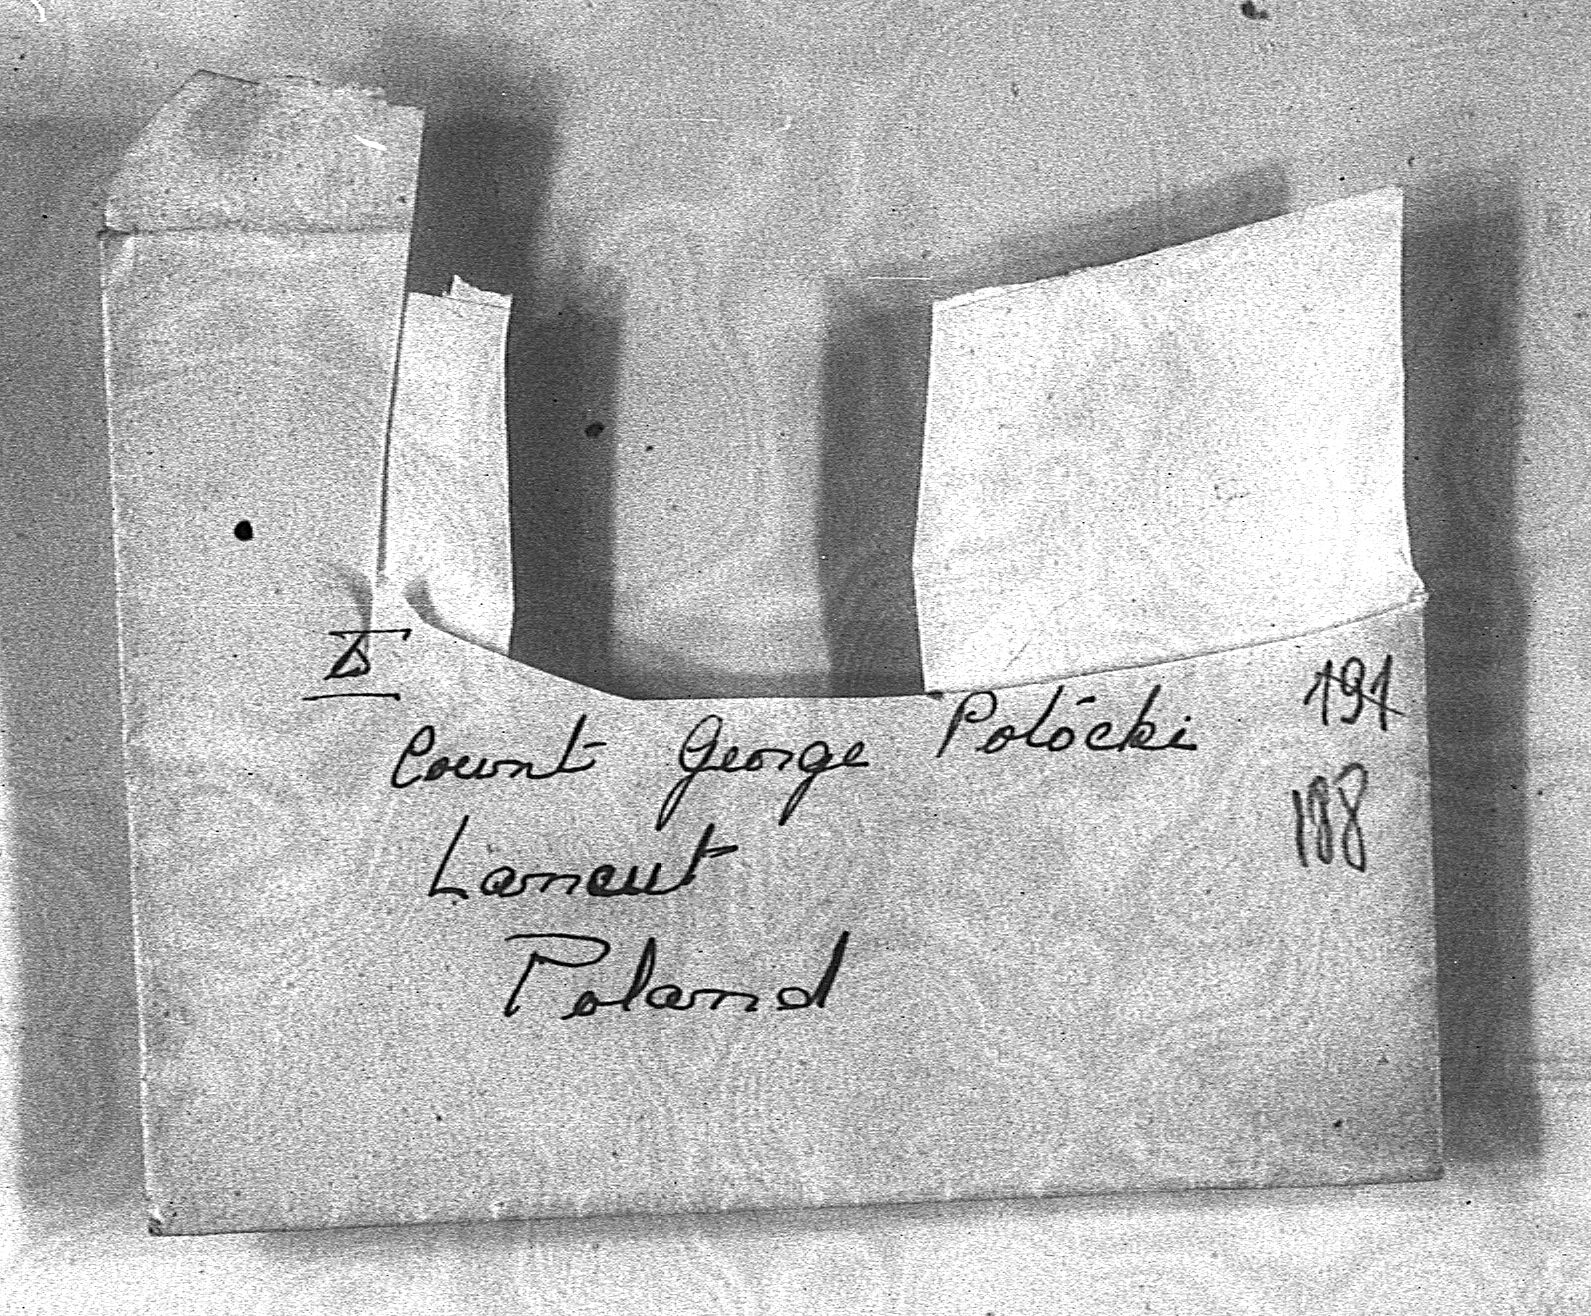 Count George Potócki 191
188
Lancut
Poland